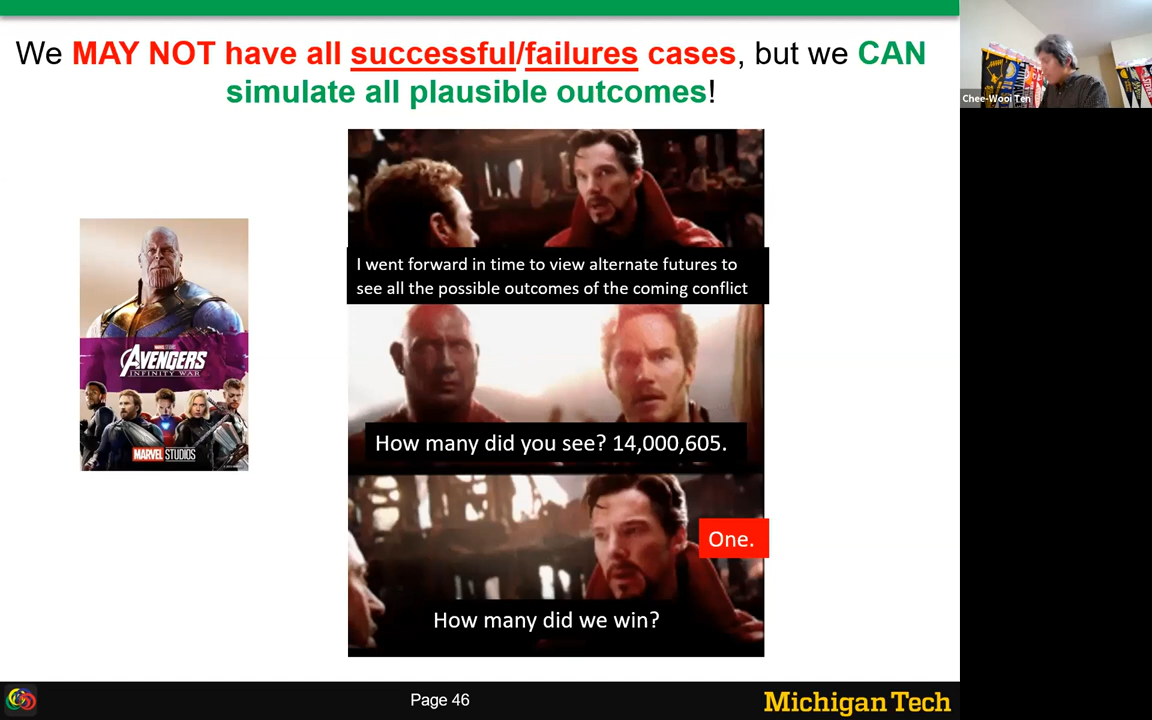 We MAY NOT have all successful/failures cases, but we CAN
simulate all plausible outcomes!
Chee-Wooi Ten
I went forward in time to view alternate futures to
see all the possible outcomes of the coming conflict
MARVEL STUDIOS
AVENGERS
INFINITY WAR
How many did you see? 14,000,605.
MARVEL STUDIOS
One.
How many did we win?
Page 46
Michigan Tech